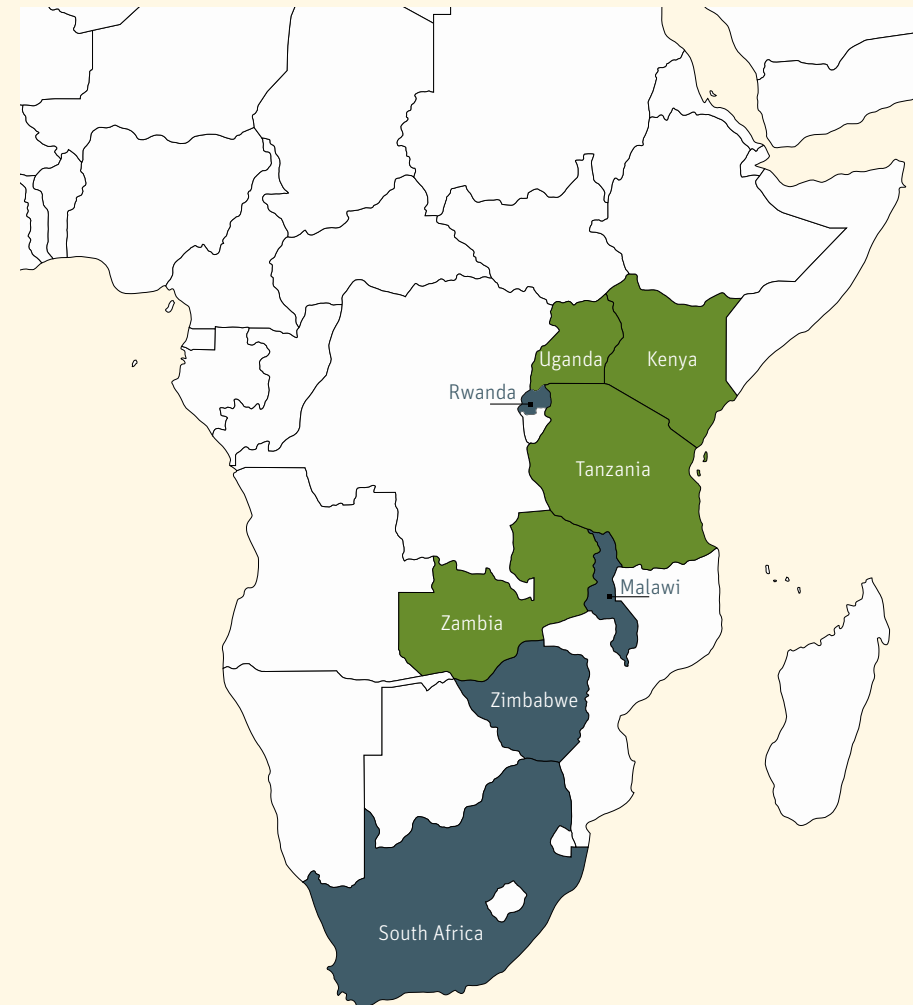 Uganda
Kenya
Rwanda
Tanzania
Malawi
Zambia
Zimbabwe
South Africa